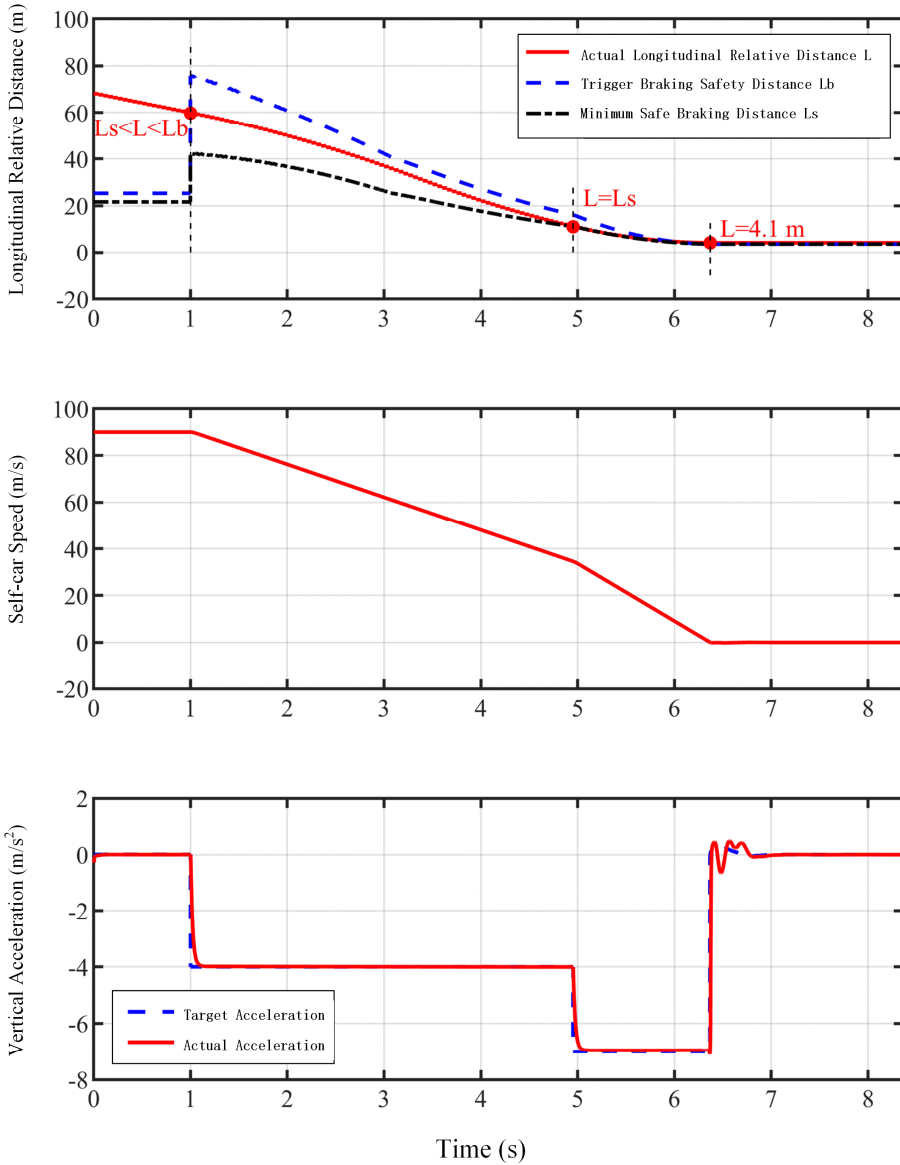 Longitudinal Relative Distance (m)
100
80
60
40
20
0
-20
Actual Longitudinal Relative Distance L
Trigger Braking Safety Distance Lb
Minimum Safe Braking Distance Ls
Ls<L<Lb
L=Ls
L=4.1 m
0 1 2 3 4 5 6 7 8
Self-car Speed (m/s)
100
80
60
40
20
0
-20
0 1 2 3 4 5 6 7 8
Vertical Acceleration (m/s²)
2
0
-2
-4
-6
-8
Target Acceleration
Actual Acceleration
0 1 2 3 4 5 6 7 8
Time (s)